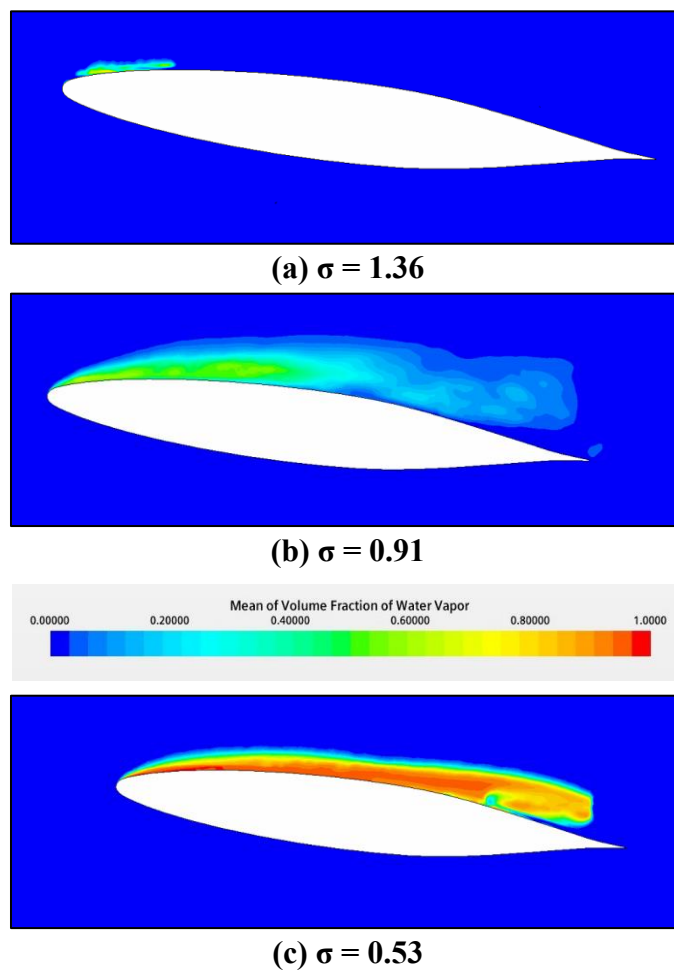 (a) σ = 1.36
(b) σ = 0.91
Mean of Volume Fraction of Water Vapor
0.00000 0.20000 0.40000 0.60000 0.80000 1.0000
(c) σ = 0.53